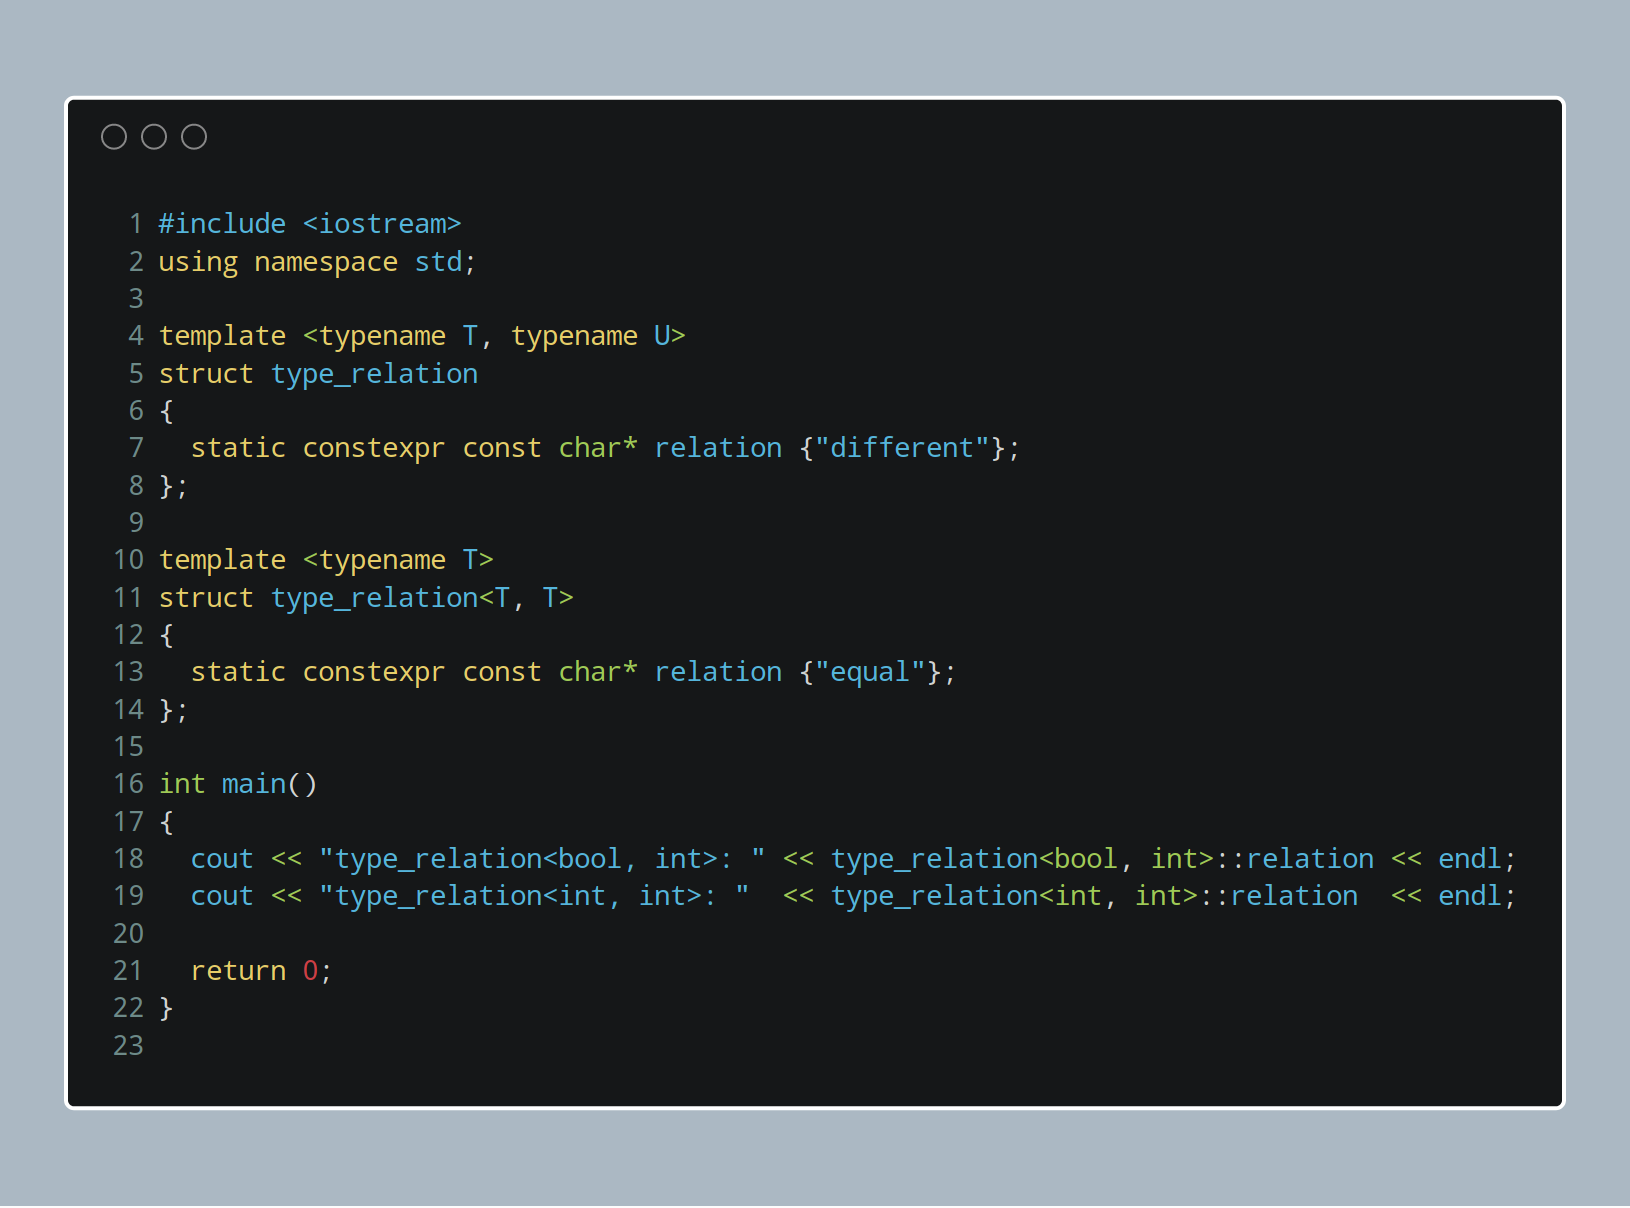 1 #include <iostream>
2 using namespace std;
3
4 template <typename T, typename U>
5 struct type_relation
6 {
7   static constexpr const char* relation {"different"};
8 };
9
10 template <typename T>
11 struct type_relation<T, T>
12 {
13   static constexpr const char* relation {"equal"};
14 };
15
16 int main()
17 {
18   cout << "type_relation<bool, int>: " << type_relation<bool, int>::relation << endl;
19   cout << "type_relation<int, int>: "  << type_relation<int, int>::relation  << endl;
20
21   return 0;
22 }
23